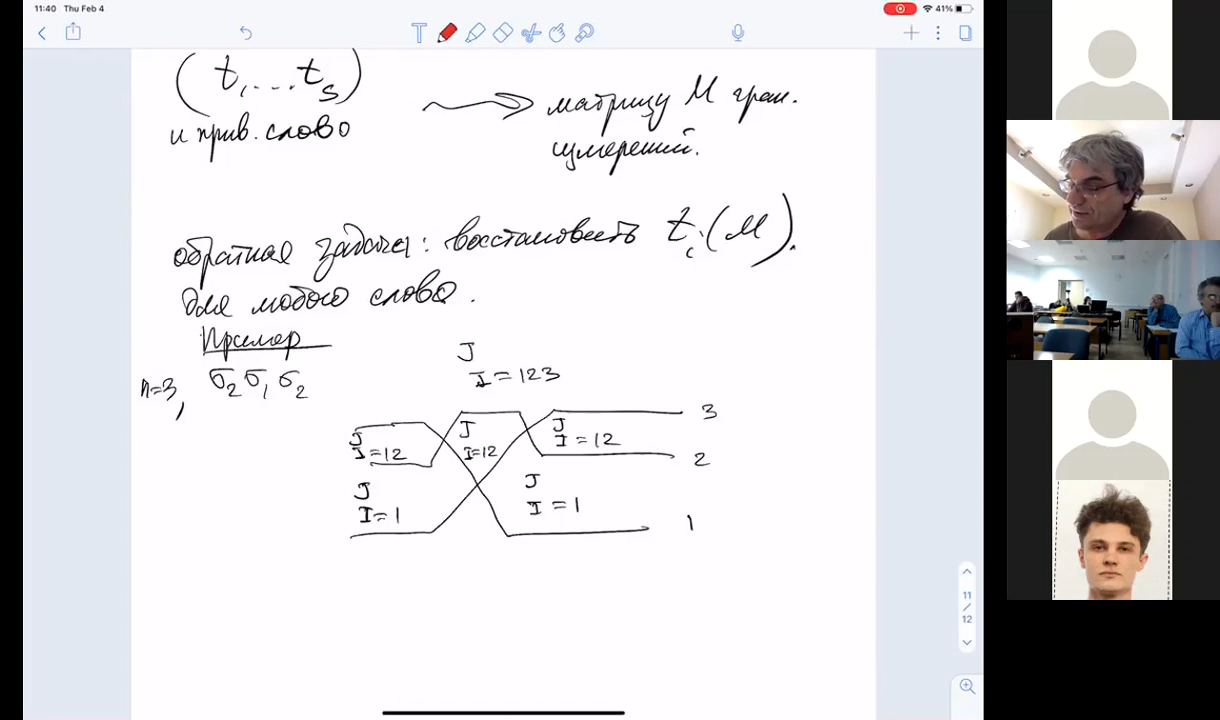 11:40 Thu Feb 4
41%
(t₁ ... tₛ)
и прив. слово
матрицу M гран.
измерений.
обратная задача: восстановить tᵢ(M).
для любого слова.
Пример
n=3, σ₂σ₁σ₂
J
I = 123
J
I = 12
J
I = 12
J
I = 12
3
2
J
I = 1
J
I = 1
1
11
/
12